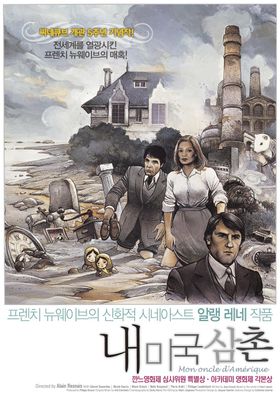 씨네큐브 개관 5주년 기념작!
전세계를 열광시킨
프렌치 뉴웨이브의 매혹!
프렌치 뉴웨이브의 신화적 시네아스트 알랭 레네 작품
내 미국 삼촌
Mon oncle d'Amérique
깐느영화제 심사위원 특별상 · 아카데미 영화제 각본상
Directed by Alain Resnais